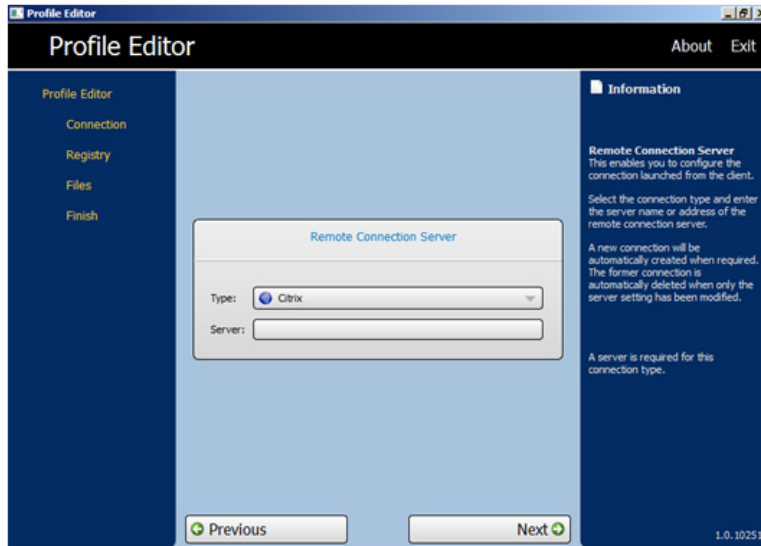 Profile Editor
Profile Editor
About Exit
Profile Editor
Connection
Registry
Files
Finish
Remote Connection Server
Type: Citrix
Server:
Previous
Next
Information
Remote Connection Server
This enables you to configure the
connection launched from the client.
Select the connection type and enter
the server name or address of the
remote connection server.
A new connection will be
automatically created when required.
The former connection is
automatically deleted when only the
server setting has been modified.
A server is required for this
connection type.
1.0.10251